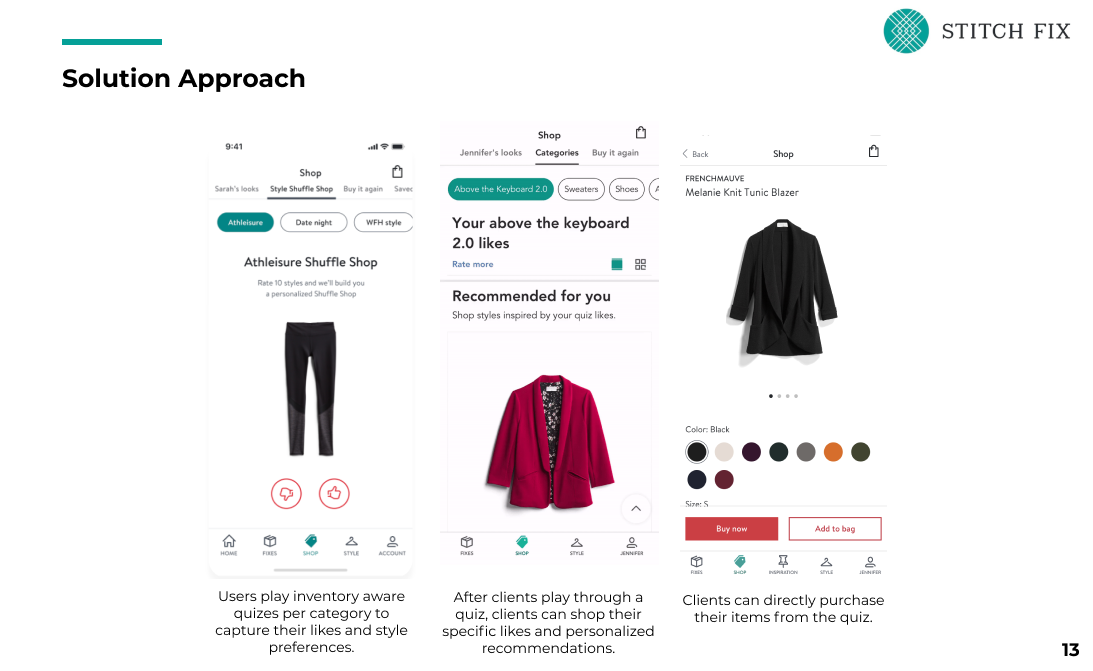 STITCH FIX
Solution Approach
9:41
Shop
Sarah's looks Style Shuffle Shop Buy it again Saved
Athleisure Date night WFH style
Athleisure Shuffle Shop
Rate 10 styles and we'll build you
a personalized Shuffle Shop
HOME FIXES SHOP STYLE ACCOUNT
Users play inventory aware
quizes per category to
capture their likes and style
preferences.
Shop
Jennifer's looks Categories Buy it again
Above the Keyboard 2.0 Sweaters Shoes A
Your above the keyboard
2.0 likes
Rate more
Recommended for you
Shop styles inspired by your quiz likes.
FIXES SHOP STYLE JENNIFER
After clients play through a
quiz, clients can shop their
specific likes and personalized
recommendations.
Back Shop
FRENCHMAUVE
Melanie Knit Tunic Blazer
Color: Black
Size: S
Buy now Add to bag
FIXES SHOP INSPIRATION STYLE JENNIFER
Clients can directly purchase
their items from the quiz.
13